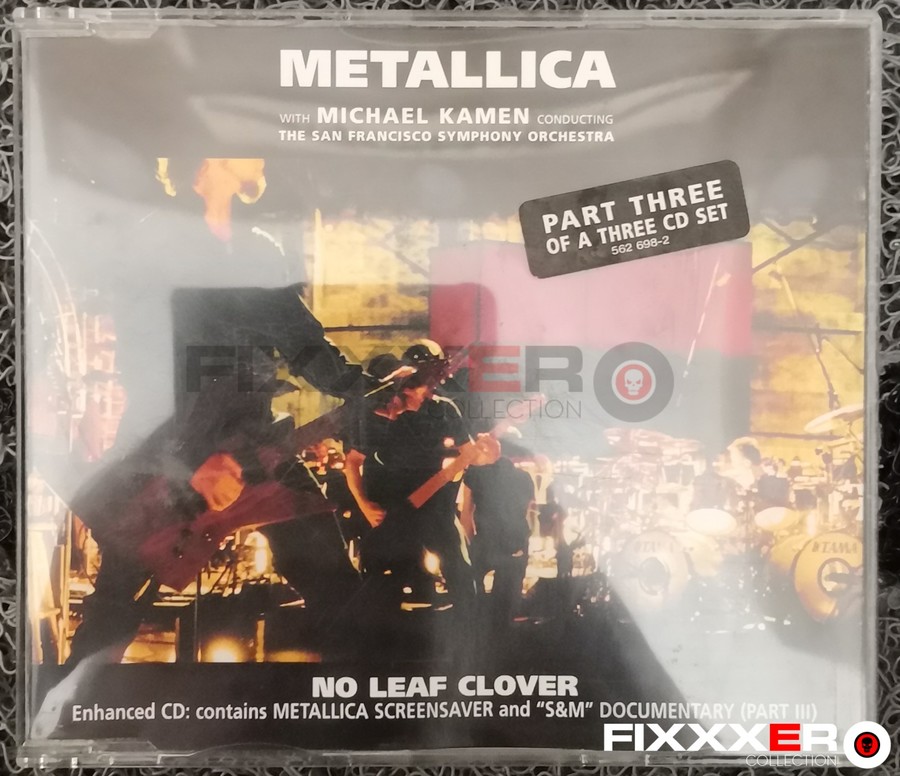 METALLICA
WITH MICHAEL KAMEN CONDUCTING
THE SAN FRANCISCO SYMPHONY ORCHESTRA
PART THREE
OF A THREE CD SET
562 698-2
FIXXXER
COLLECTION
TAMA
TAMA
NO LEAF CLOVER
Enhanced CD: contains METALLICA SCREENSAVER and “S&M” DOCUMENTARY (PART III)
FIXXXER
COLLECTION